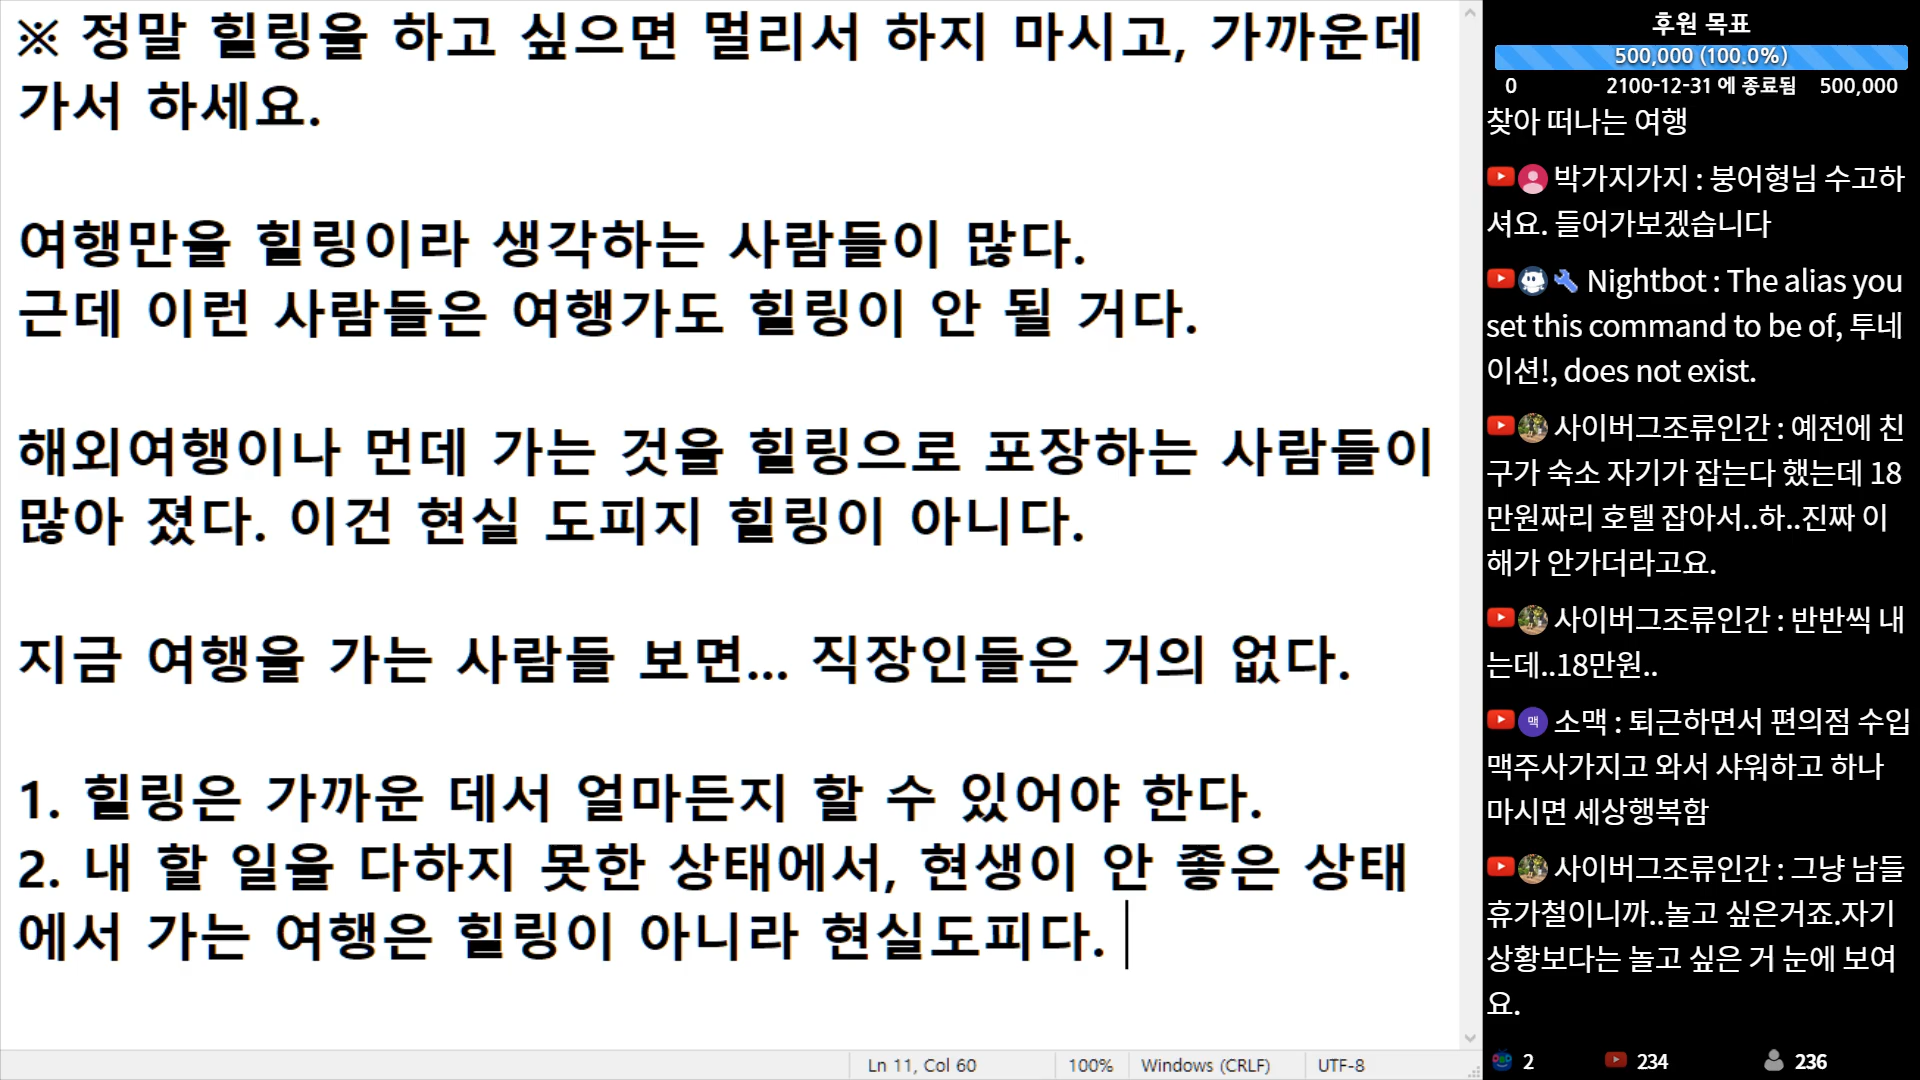 ※ 정말 힐링을 하고 싶으면 멀리서 하지 마시고, 가까운데
가서 하세요.
여행만을 힐링이라 생각하는 사람들이 많다.
근데 이런 사람들은 여행가도 힐링이 안 될 거다.
해외여행이나 먼데 가는 것을 힐링으로 포장하는 사람들이
많아 졌다. 이건 현실 도피지 힐링이 아니다.
지금 여행을 가는 사람들 보면... 직장인들은 거의 없다.
1. 힐링은 가까운 데서 얼마든지 할 수 있어야 한다.
2. 내 할 일을 다하지 못한 상태에서, 현생이 안 좋은 상태
에서 가는 여행은 힐링이 아니라 현실도피다.
Ln 11, Col 60
100%
Windows (CRLF)
UTF-8
후원 목표
500,000 (100.0%)
0 2100-12-31 에 종료됨 500,000
찾아 떠나는 여행
박가지가지 : 붕어형님 수고하
셔요. 들어가보겠습니다
Nightbot : The alias you
set this command to be of, 투네
이션!, does not exist.
사이버그조류인간 : 예전에 친
구가 숙소 자기가 잡는다 했는데 18
만원짜리 호텔 잡아서..하..진짜 이
해가 안가더라고요.
사이버그조류인간 : 반반씩 내
는데..18만원..
맥 소맥 : 퇴근하면서 편의점 수입
맥주사가지고 와서 샤워하고 하나
마시면 세상행복함
사이버그조류인간 : 그냥 남들
휴가철이니까..놀고 싶은거죠.자기
상황보다는 놀고 싶은 거 눈에 보여
요.
2 234 236